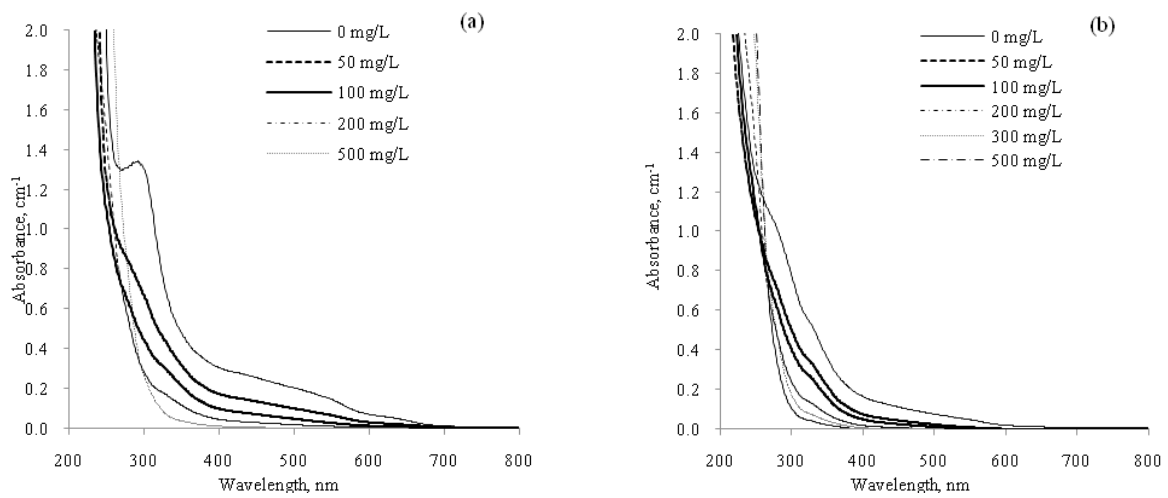 (a)
2.0
1.8
1.6
1.4
1.2
1.0
0.8
0.6
0.4
0.2
0.0
Absorbance, cm-1
0 mg/L
50 mg/L
100 mg/L
200 mg/L
500 mg/L
200 300 400 500 600 700 800
Wavelength, nm
(b)
2.0
1.8
1.6
1.4
1.2
1.0
0.8
0.6
0.4
0.2
0.0
Absorbance, cm-1
0 mg/L
50 mg/L
100 mg/L
200 mg/L
300 mg/L
500 mg/L
200 300 400 500 600 700 800
Wavelength, nm